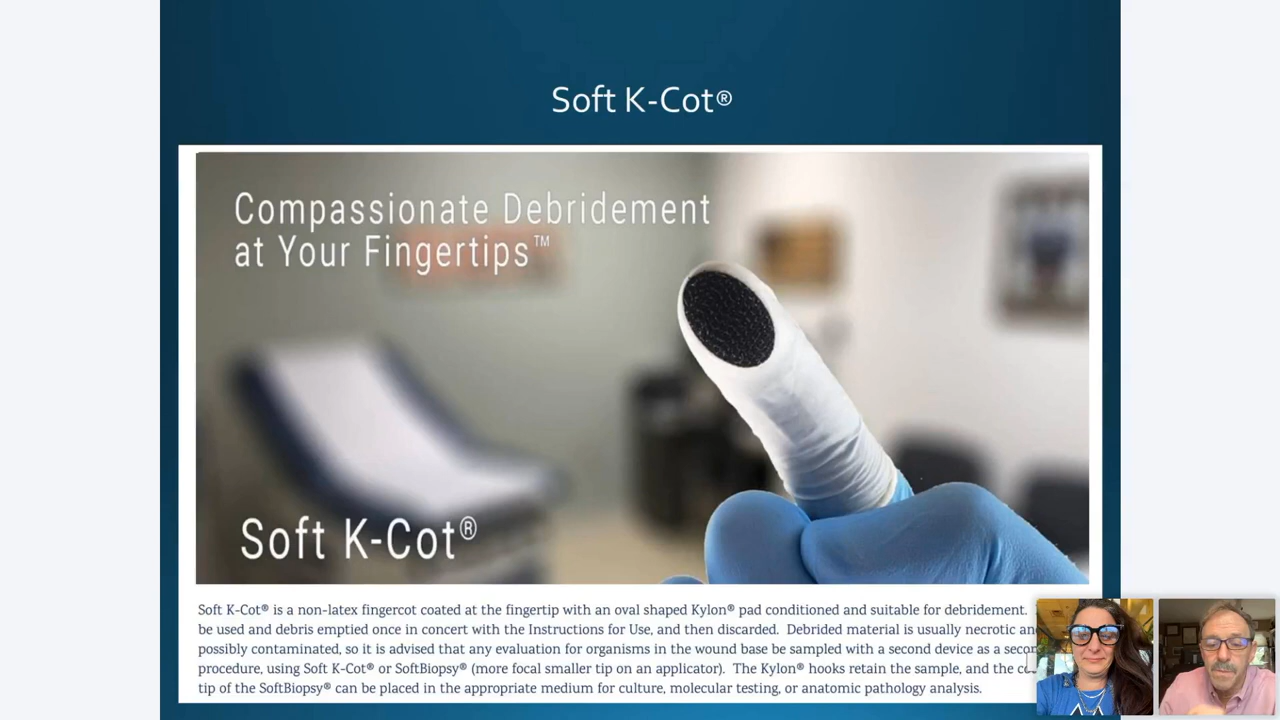 Soft K-Cot®
Compassionate Debridement
at Your Fingertips™
Soft K-Cot®
Soft K-Cot® is a non-latex fingercot coated at the fingertip with an oval shaped Kylon® pad conditioned and suitable for debridement.
be used and debris emptied once in concert with the Instructions for Use, and then discarded. Debrided material is usually necrotic
possibly contaminated, so it is advised that any evaluation for organisms in the wound base be sampled with a second device as a
procedure, using Soft K-Cot® or SoftBiopsy® (more focal smaller tip on an applicator). The Kylon® hooks retain the sample, and the
tip of the SoftBiopsy® can be placed in the appropriate medium for culture, molecular testing, or anatomic pathology analysis.